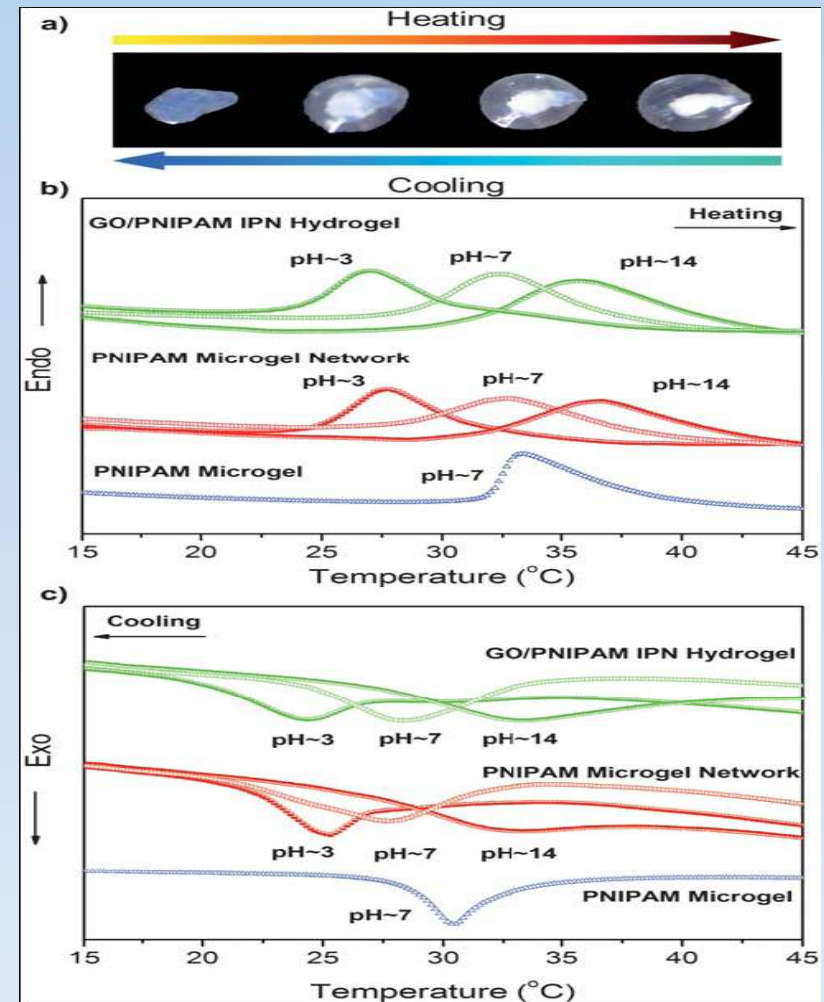 a)
Heating
Cooling
b)
GO/PNIPAM IPN Hydrogel
Heating
pH~3
pH~7
pH~14
PNIPAM Microgel Network
pH~3
pH~7
pH~14
PNIPAM Microgel
pH~7
Endo
15 20 25 30 35 40 45
Temperature (°C)
c)
Cooling
GO/PNIPAM IPN Hydrogel
pH~3 pH~7 pH~14
PNIPAM Microgel Network
pH~3 pH~7 pH~14
PNIPAM Microgel
pH~7
Exo
15 20 25 30 35 40 45
Temperature (°C)